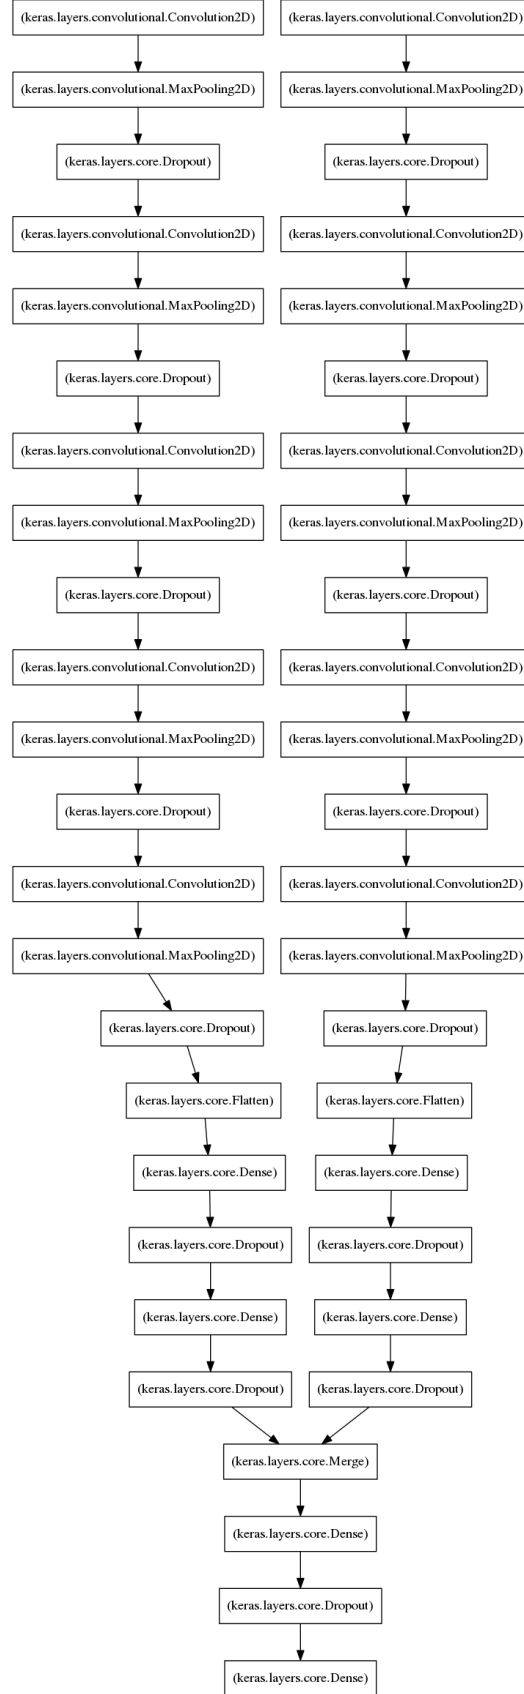 (keras.layers.convolutional.Convolution2D) (keras.layers.convolutional.Convolution2D)
(keras.layers.convolutional.MaxPooling2D) (keras.layers.convolutional.MaxPooling2D)
(keras.layers.core.Dropout) (keras.layers.core.Dropout)
(keras.layers.convolutional.Convolution2D) (keras.layers.convolutional.Convolution2D)
(keras.layers.convolutional.MaxPooling2D) (keras.layers.convolutional.MaxPooling2D)
(keras.layers.core.Dropout) (keras.layers.core.Dropout)
(keras.layers.convolutional.Convolution2D) (keras.layers.convolutional.Convolution2D)
(keras.layers.convolutional.MaxPooling2D) (keras.layers.convolutional.MaxPooling2D)
(keras.layers.core.Dropout) (keras.layers.core.Dropout)
(keras.layers.convolutional.Convolution2D) (keras.layers.convolutional.Convolution2D)
(keras.layers.convolutional.MaxPooling2D) (keras.layers.convolutional.MaxPooling2D)
(keras.layers.core.Dropout) (keras.layers.core.Dropout)
(keras.layers.convolutional.Convolution2D) (keras.layers.convolutional.Convolution2D)
(keras.layers.convolutional.MaxPooling2D) (keras.layers.convolutional.MaxPooling2D)
(keras.layers.core.Dropout) (keras.layers.core.Dropout)
(keras.layers.core.Flatten) (keras.layers.core.Flatten)
(keras.layers.core.Dense) (keras.layers.core.Dense)
(keras.layers.core.Dropout) (keras.layers.core.Dropout)
(keras.layers.core.Dense) (keras.layers.core.Dense)
(keras.layers.core.Dropout) (keras.layers.core.Dropout)
(keras.layers.core.Merge)
(keras.layers.core.Dense)
(keras.layers.core.Dropout)
(keras.layers.core.Dense)